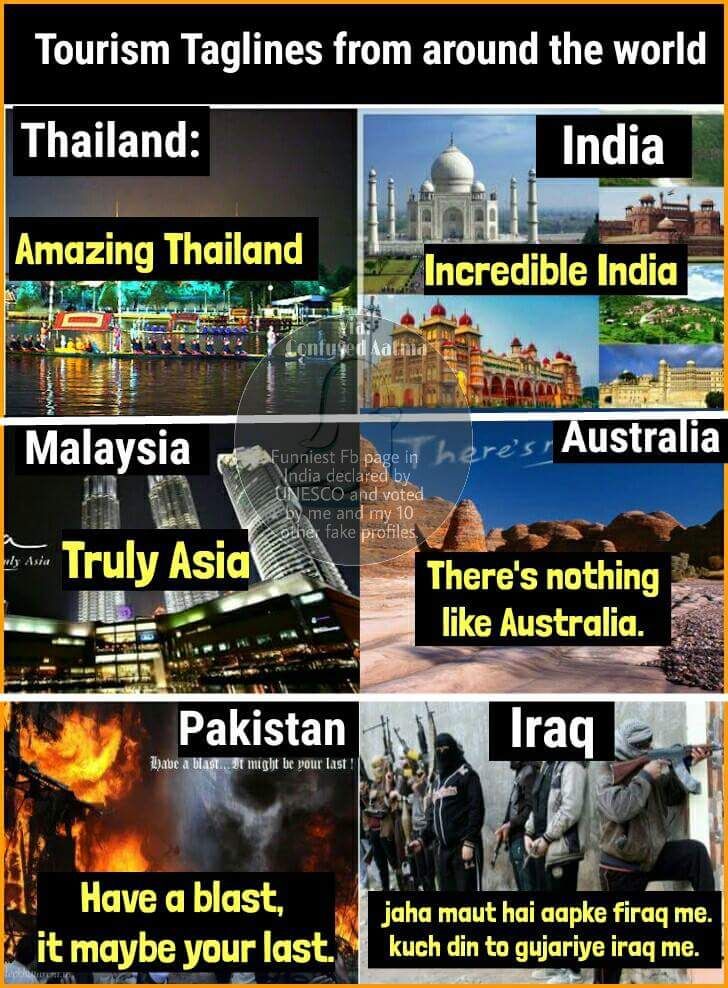 Tourism Taglines from around the world
Thailand:
Amazing Thailand
India
Incredible India
Confused Aatma
Funniest Fb page in
India declared by
UNESCO and voted
by me and my 10
other fake profiles.
Malaysia
uly Asia
Truly Asia
Australia
There's
There's nothing
like Australia.
Pakistan
Have a blast...It might be your last !
Have a blast,
it maybe your last.
Iraq
jaha maut hai aapke firaq me.
kuch din to gujariye iraq me.